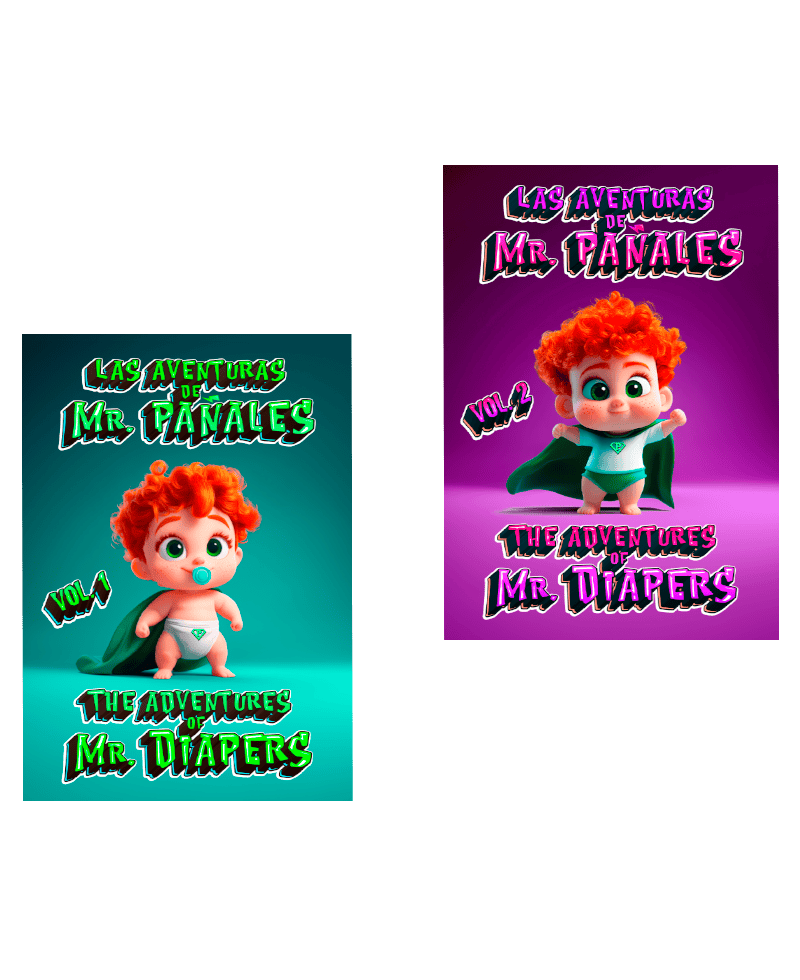 LAS AVENTURAS
DE
MR. PAÑALES
VOL. 1
THE ADVENTURES
OF
MR. DIAPERS
LAS AVENTURAS
DE
MR. PAÑALES
VOL. 2
THE ADVENTURES
OF
MR. DIAPERS